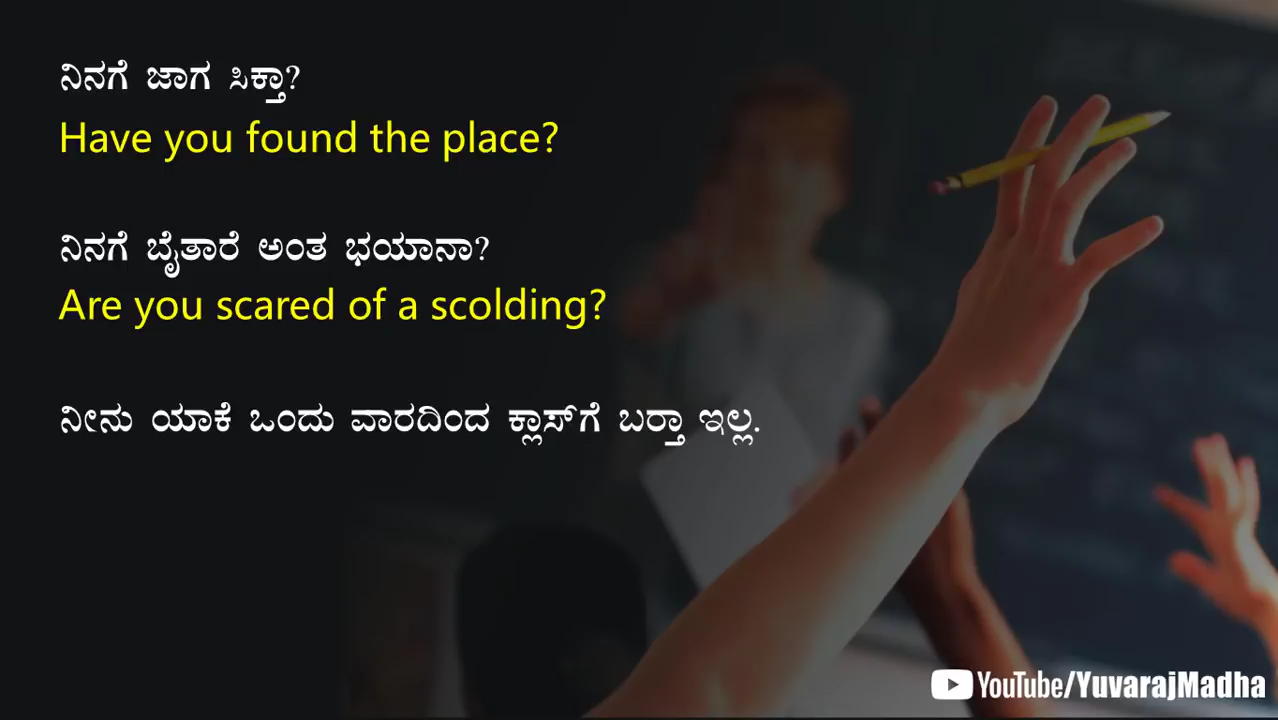 ನಿನಗೆ ಜಾಗ ಸಿಕ್ತಾ?
Have you found the place?
ನಿನಗೆ ಬೈತಾರೆ ಅಂತ ಭಯಾನಾ?
Are you scared of a scolding?
ನೀನು ಯಾಕೆ ಒಂದು ವಾರದಿಂದ ಕ್ಲಾಸ್‌ಗೆ ಬರ‍್ತಾ ಇಲ್ಲ.
YouTube/YuvarajMadha